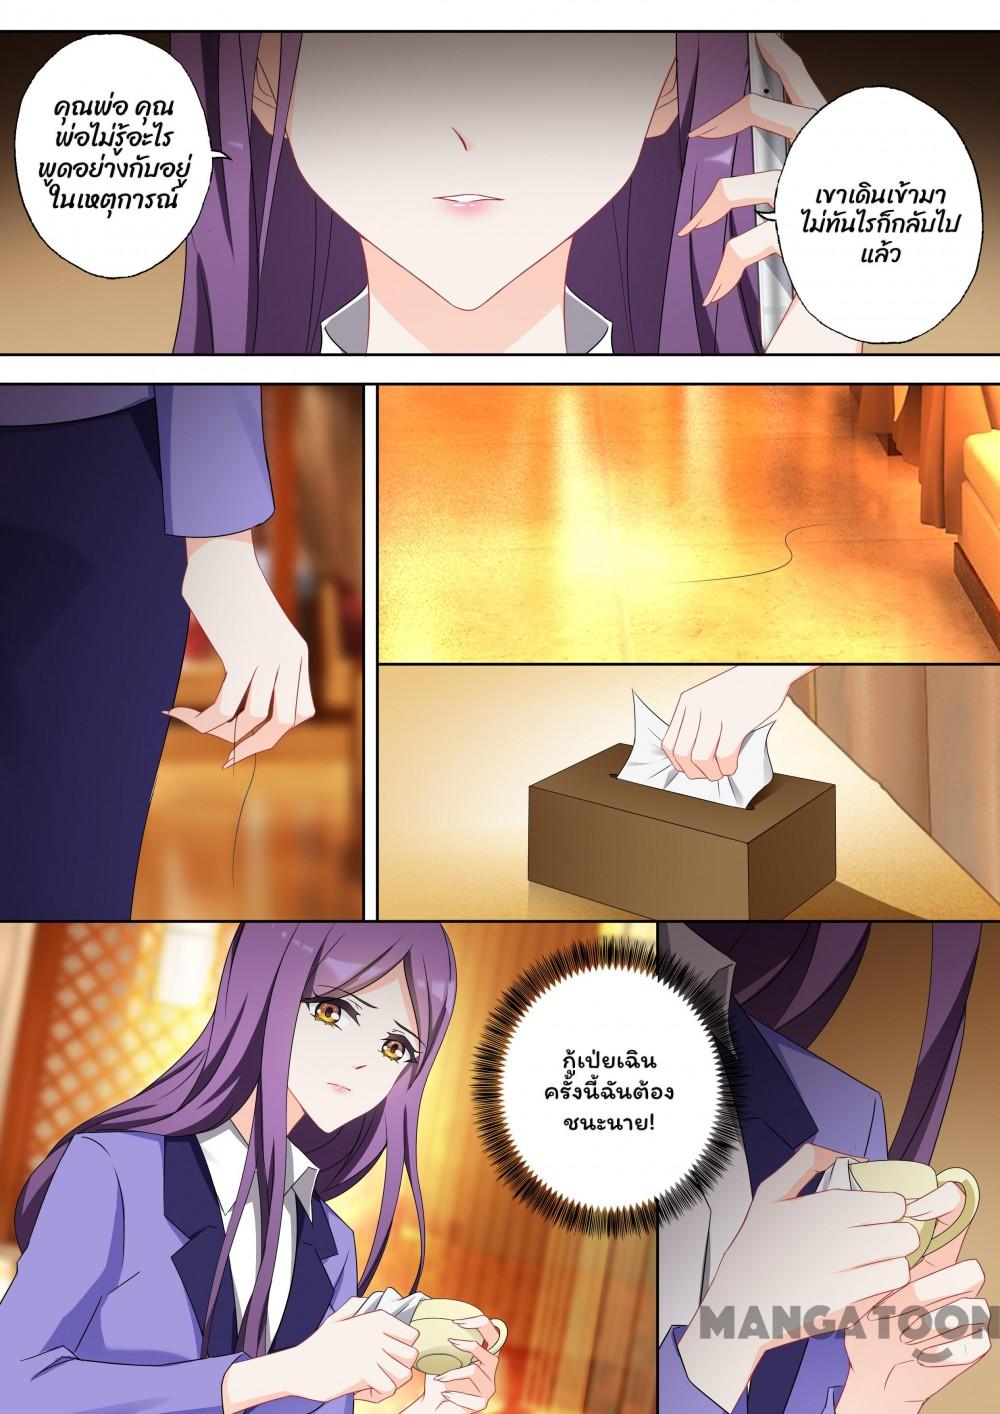 คุณพ่อ คุณ
พ่อไม่รู้อะไร
พูดอย่างกับอยู่
ในเหตุการณ์
เขาเดินเข้ามา
ไม่ทันไรก็กลับไป
แล้ว
กู้เป่ยเฉิน
ครั้งนี้ฉันต้อง
ชนะนาย!
MANGATOON